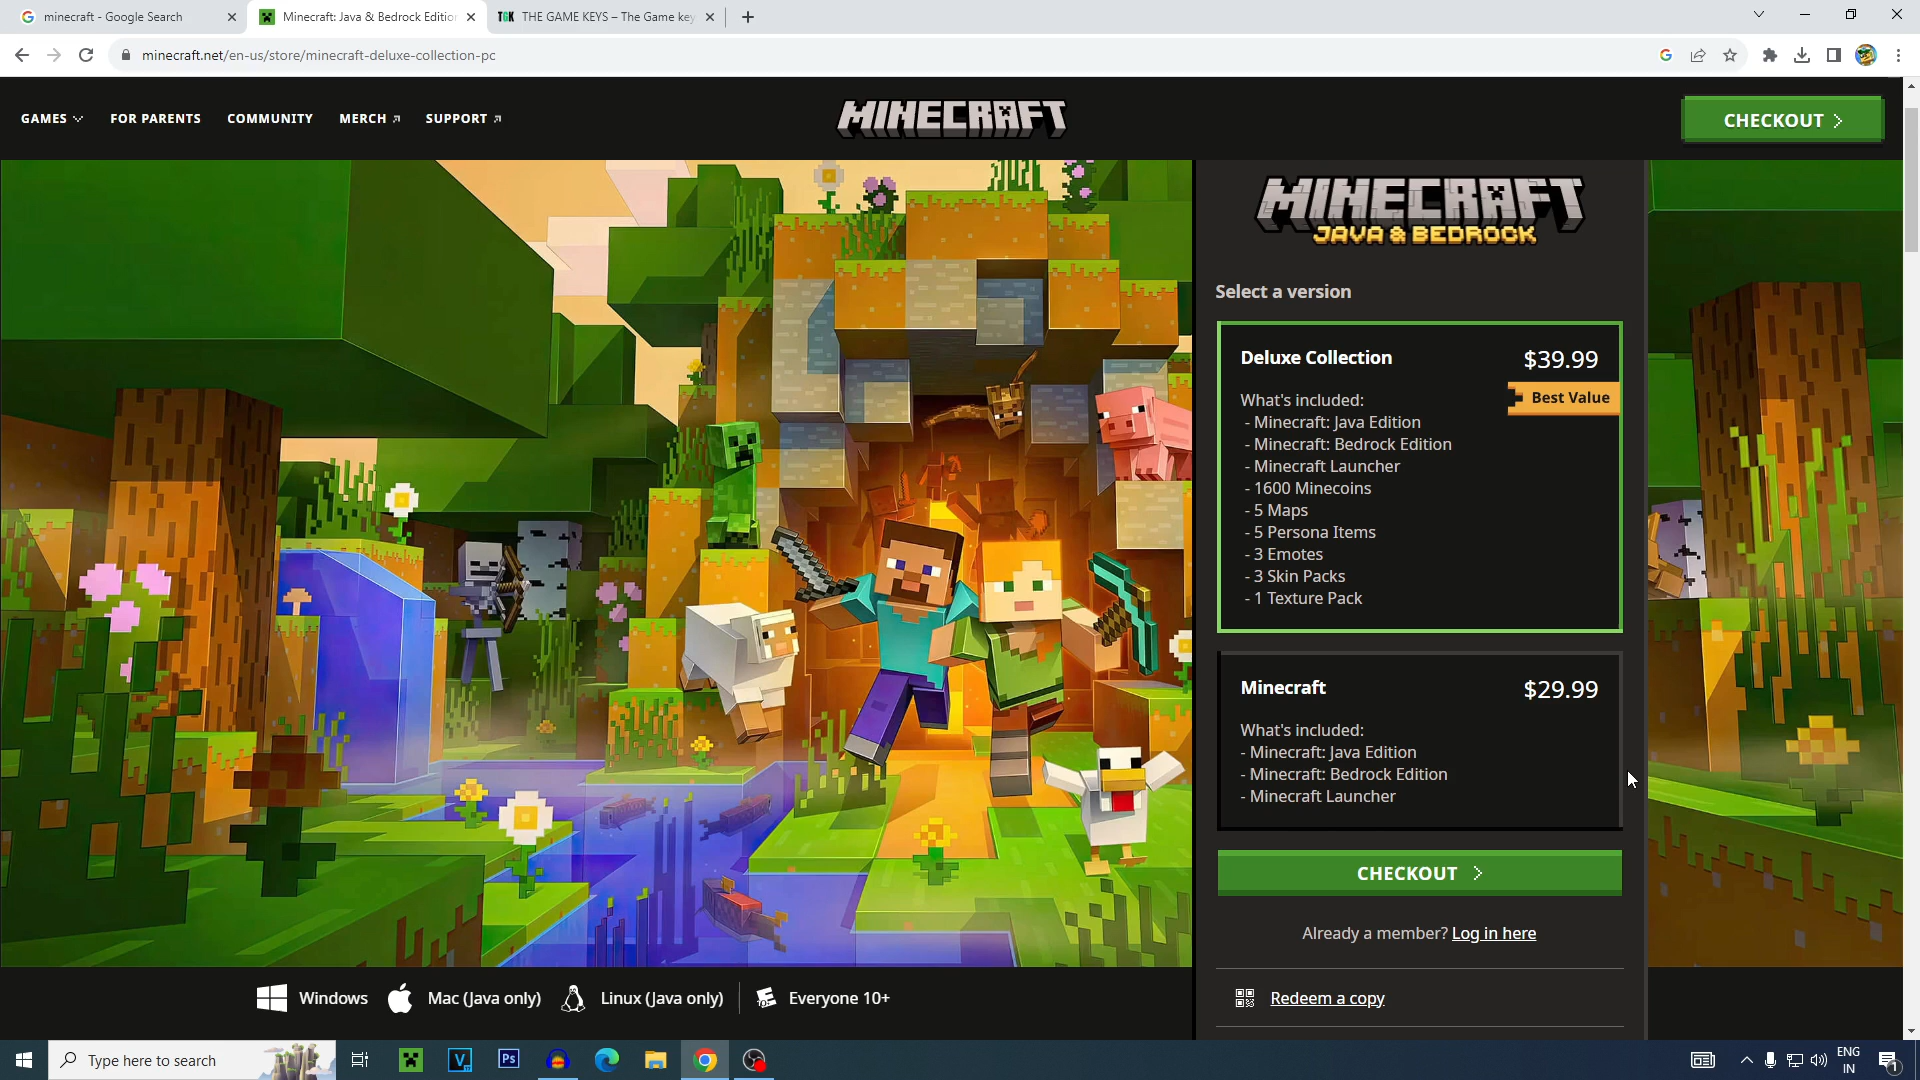 minecraft - Google Search
Minecraft: Java & Bedrock Edition
TGK THE GAME KEYS – The Game key
minecraft.net/en-us/store/minecraft-deluxe-collection-pc
GAMES
FOR PARENTS
COMMUNITY
MERCH
SUPPORT
MINECRAFT
CHECKOUT
MINECRAFT
JAVA & BEDROCK
Select a version
Deluxe Collection
$39.99
Best Value
What's included:
- Minecraft: Java Edition
- Minecraft: Bedrock Edition
- Minecraft Launcher
- 1600 Minecoins
- 5 Maps
- 5 Persona Items
- 3 Emotes
- 3 Skin Packs
- 1 Texture Pack
Minecraft
$29.99
What's included:
- Minecraft: Java Edition
- Minecraft: Bedrock Edition
- Minecraft Launcher
CHECKOUT
Already a member? Log in here
Redeem a copy
Windows
Mac (Java only)
Linux (Java only)
Everyone 10+
Type here to search
V
Ps
ENG
IN
1